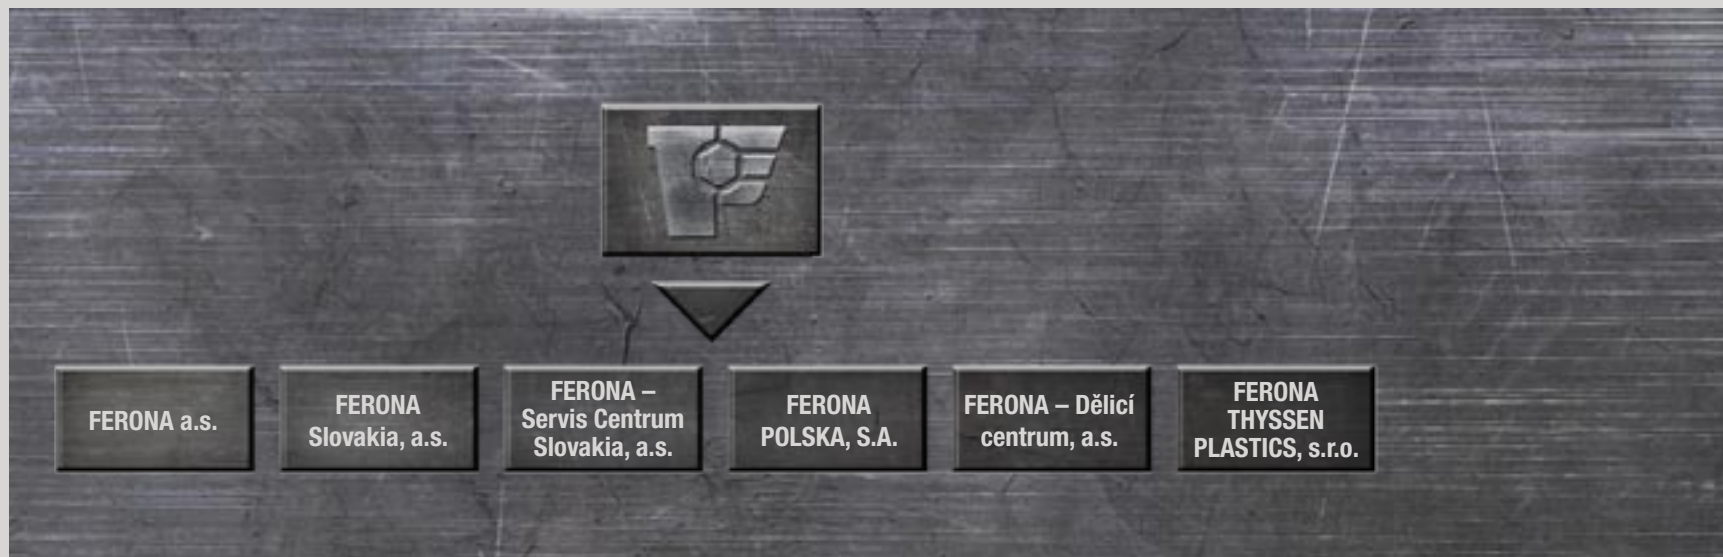 FERONA a.s.
FERONA
Slovakia, a.s.
FERONA –
Servis Centrum
Slovakia, a.s.
FERONA
POLSKA, S.A.
FERONA – Dělicí
centrum, a.s.
FERONA
THYSSEN
PLASTICS, s.r.o.